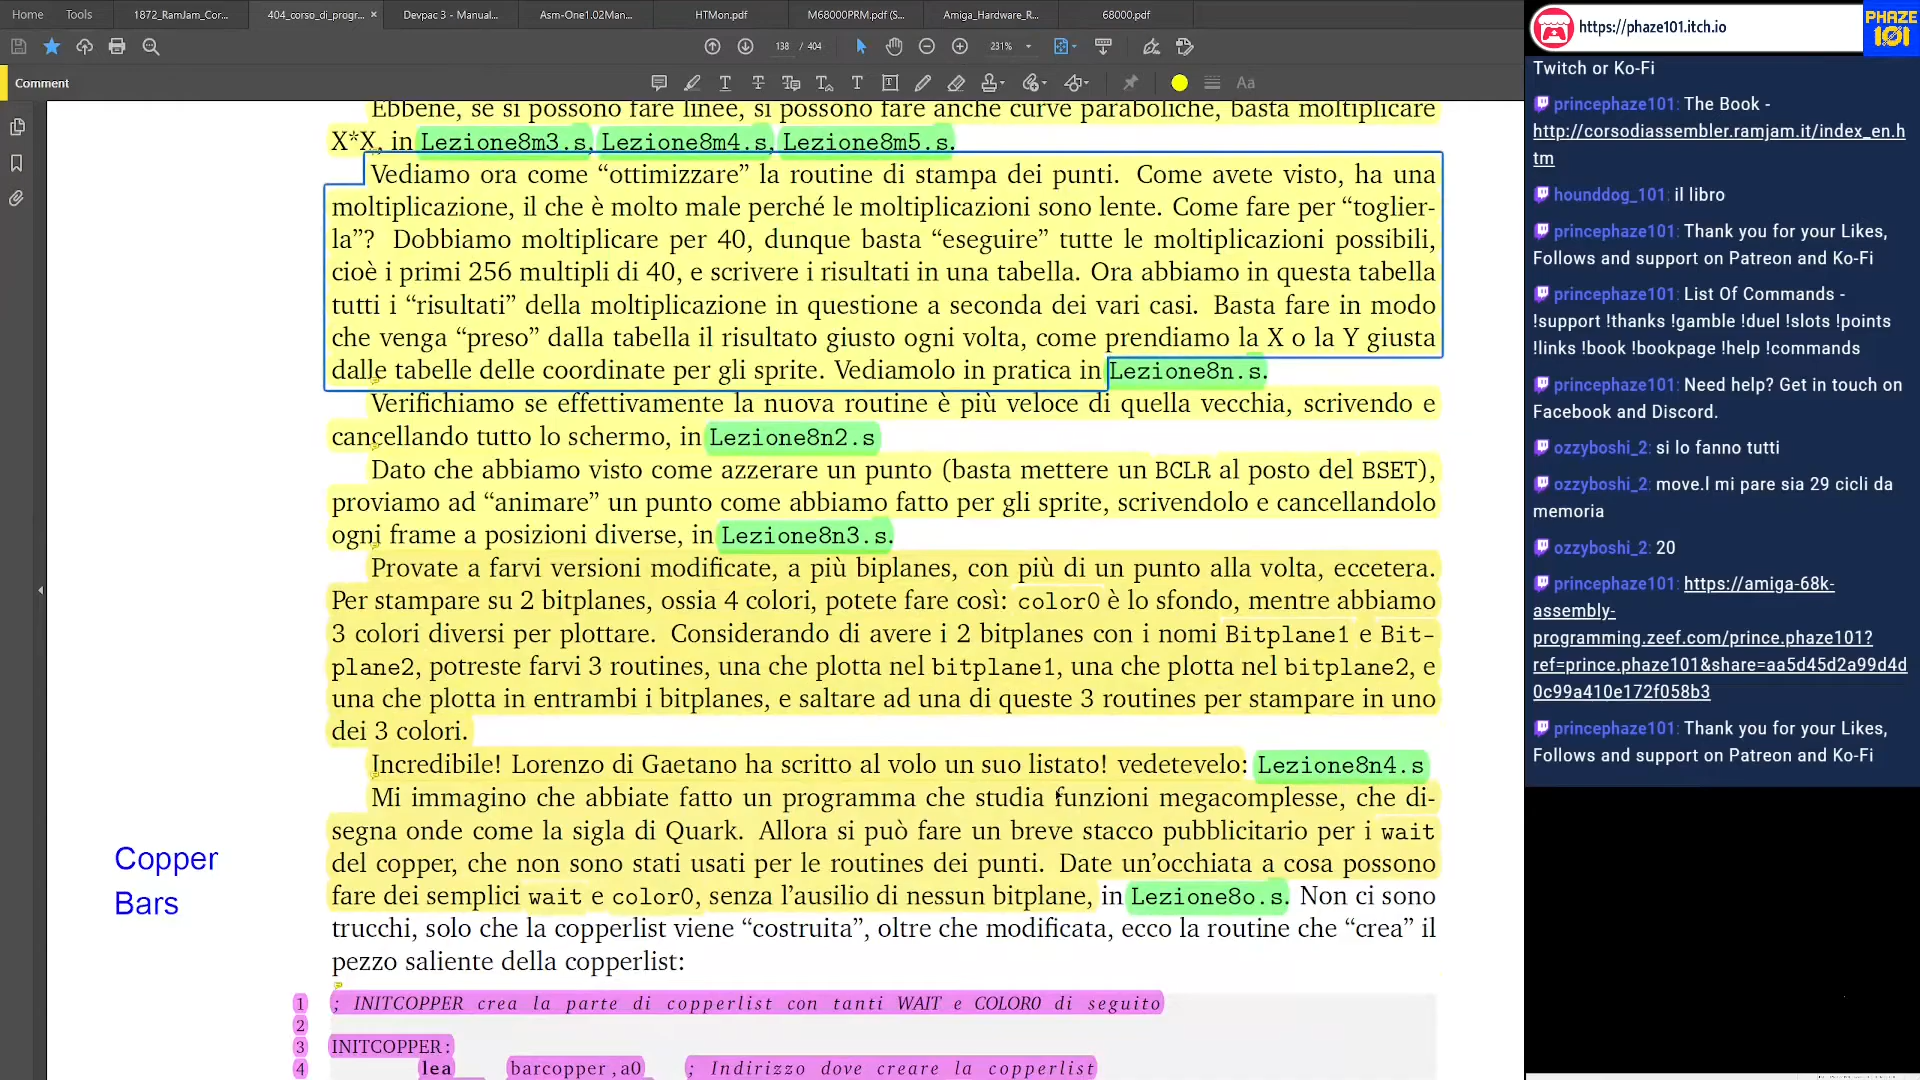 Home
Tools
1872_RamJam_Cor...
404_corso_di_progr...
Devpac 3 - Manual...
Asm-One1.02Man...
HTMon.pdf
M68000PRM.pdf (S...
Amiga_Hardware_R...
68000.pdf
138 / 404
231%
Comment
Aa
Ebbene, se si possono fare linee, si possono fare anche curve paraboliche, basta moltiplicare
X*X, in Lezione8m3.s, Lezione8m4.s, Lezione8m5.s.
Vediamo ora come “ottimizzare” la routine di stampa dei punti. Come avete visto, ha una
moltiplicazione, il che è molto male perché le moltiplicazioni sono lente. Come fare per “toglier-
la”? Dobbiamo moltiplicare per 40, dunque basta “eseguire” tutte le moltiplicazioni possibili,
cioè i primi 256 multipli di 40, e scrivere i risultati in una tabella. Ora abbiamo in questa tabella
tutti i “risultati” della moltiplicazione in questione a seconda dei vari casi. Basta fare in modo
che venga “preso” dalla tabella il risultato giusto ogni volta, come prendiamo la X o la Y giusta
dalle tabelle delle coordinate per gli sprite. Vediamolo in pratica in Lezione8n.s.
Verifichiamo se effettivamente la nuova routine è più veloce di quella vecchia, scrivendo e
cancellando tutto lo schermo, in Lezione8n2.s
Dato che abbiamo visto come azzerare un punto (basta mettere un BCLR al posto del BSET),
proviamo ad “animare” un punto come abbiamo fatto per gli sprite, scrivendolo e cancellandolo
ogni frame a posizioni diverse, in Lezione8n3.s.
Provate a farvi versioni modificate, a più biplanes, con più di un punto alla volta, eccetera.
Per stampare su 2 bitplanes, ossia 4 colori, potete fare così: color0 è lo sfondo, mentre abbiamo
3 colori diversi per plottare. Considerando di avere i 2 bitplanes con i nomi Bitplane1 e Bit-
plane2, potreste farvi 3 routines, una che plotta nel bitplane1, una che plotta nel bitplane2, e
una che plotta in entrambi i bitplanes, e saltare ad una di queste 3 routines per stampare in uno
dei 3 colori.
Incredibile! Lorenzo di Gaetano ha scritto al volo un suo listato! vedetevelo: Lezione8n4.s
Mi immagino che abbiate fatto un programma che studia funzioni megacomplesse, che di-
segna onde come la sigla di Quark. Allora si può fare un breve stacco pubblicitario per i wait
del copper, che non sono stati usati per le routines dei punti. Date un’occhiata a cosa possono
fare dei semplici wait e color0, senza l’ausilio di nessun bitplane, in Lezione8o.s. Non ci sono
trucchi, solo che la copperlist viene “costruita”, oltre che modificata, ecco la routine che “crea” il
pezzo saliente della copperlist:
Copper
Bars
1 ; INITCOPPER crea la parte di copperlist con tanti WAIT e COLOR0 di seguito
2
3 INITCOPPER:
4 lea barcopper,a0 ; Indirizzo dove creare la copperlist
https://phaze101.itch.io
PHAZE
101
Twitch or Ko-Fi
princephaze101: The Book -
http://corsodiassembler.ramjam.it/index_en.h
tm
hounddog_101: il libro
princephaze101: Thank you for your Likes,
Follows and support on Patreon and Ko-Fi
princephaze101: List Of Commands -
!support !thanks !gamble !duel !slots !points
!links !book !bookpage !help !commands
princephaze101: Need help? Get in touch on
Facebook and Discord.
ozzyboshi_2: si lo fanno tutti
ozzyboshi_2: move.l mi pare sia 29 cicli da
memoria
ozzyboshi_2: 20
princephaze101: https://amiga-68k-
assembly-
programming.zeef.com/prince.phaze101?
ref=prince.phaze101&share=aa5d45d2a99d4d
0c99a410e172f058b3
princephaze101: Thank you for your Likes,
Follows and support on Patreon and Ko-Fi